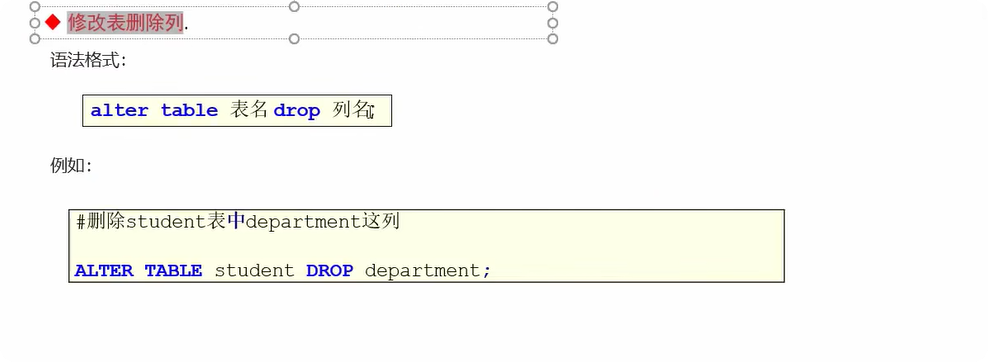 ◆ 修改表删除列.
语法格式:
alter table 表名 drop 列名;
例如:
#删除student表中department这列
ALTER TABLE student DROP department;